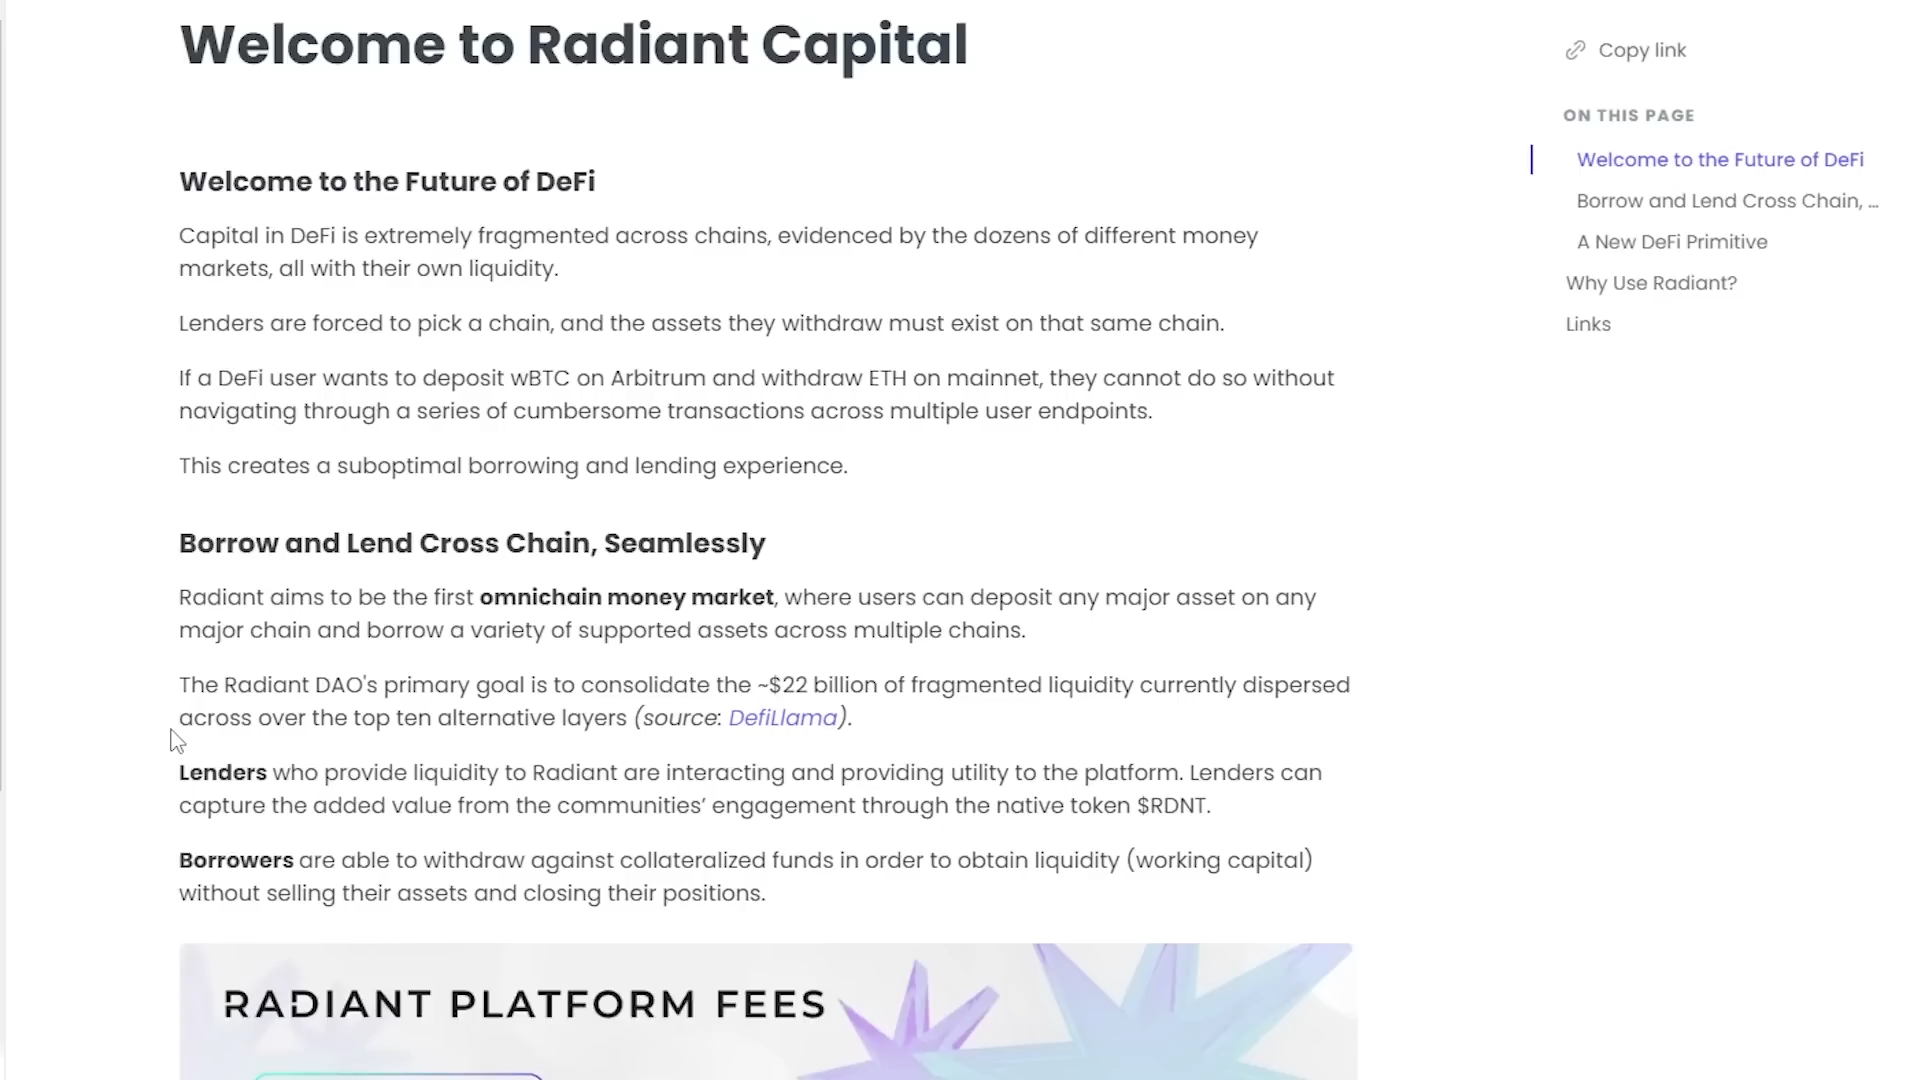 Welcome to Radiant Capital
Copy link
ON THIS PAGE
Welcome to the Future of DeFi
Borrow and Lend Cross Chain, ...
A New DeFi Primitive
Why Use Radiant?
Links
Welcome to the Future of DeFi
Capital in DeFi is extremely fragmented across chains, evidenced by the dozens of different money
markets, all with their own liquidity.
Lenders are forced to pick a chain, and the assets they withdraw must exist on that same chain.
If a DeFi user wants to deposit wBTC on Arbitrum and withdraw ETH on mainnet, they cannot do so without
navigating through a series of cumbersome transactions across multiple user endpoints.
This creates a suboptimal borrowing and lending experience.
Borrow and Lend Cross Chain, Seamlessly
Radiant aims to be the first omnichain money market, where users can deposit any major asset on any
major chain and borrow a variety of supported assets across multiple chains.
The Radiant DAO's primary goal is to consolidate the ~$22 billion of fragmented liquidity currently dispersed
across over the top ten alternative layers (source: DefiLlama).
Lenders who provide liquidity to Radiant are interacting and providing utility to the platform. Lenders can
capture the added value from the communities’ engagement through the native token $RDNT.
Borrowers are able to withdraw against collateralized funds in order to obtain liquidity (working capital)
without selling their assets and closing their positions.
RADIANT PLATFORM FEES